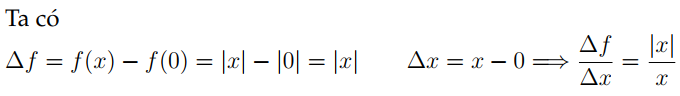 Ta có
Δf = f(x) − f(0) = |x| − |0| = |x|  Δx = x − 0 ⟹ Δf/Δx = |x|/x